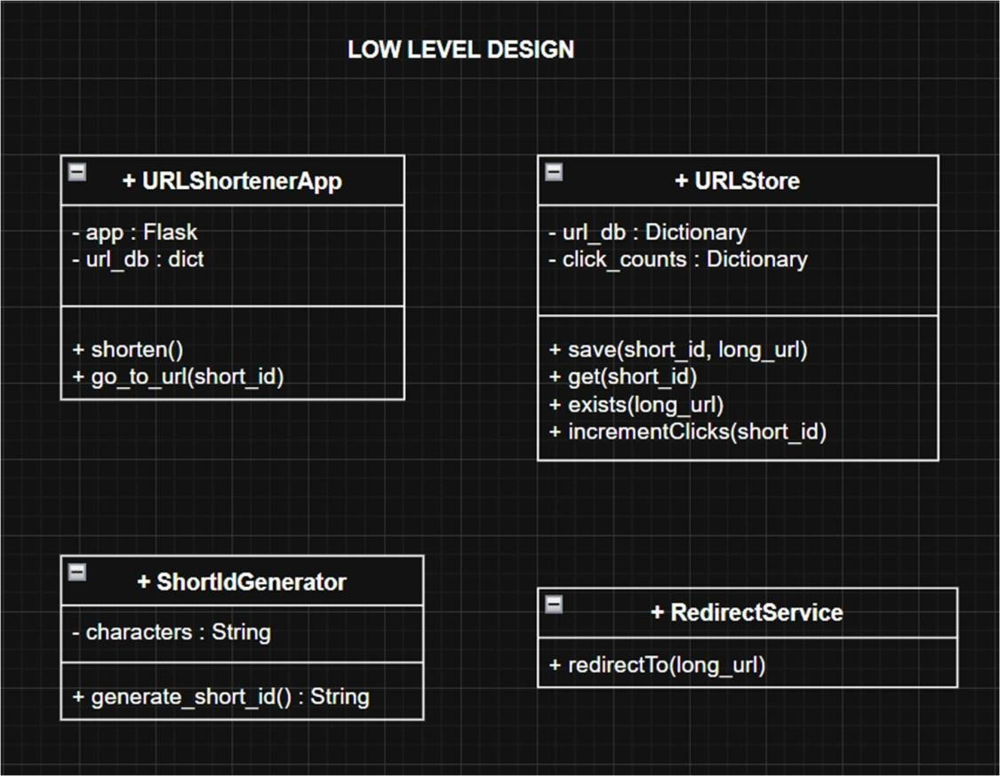 LOW LEVEL DESIGN
+ URLShortenerApp
- app : Flask
- url_db : dict
+ shorten()
+ go_to_url(short_id)
+ URLStore
- url_db : Dictionary
- click_counts : Dictionary
+ save(short_id, long_url)
+ get(short_id)
+ exists(long_url)
+ incrementClicks(short_id)
+ ShortIdGenerator
- characters : String
+ generate_short_id() : String
+ RedirectService
+ redirectTo(long_url)